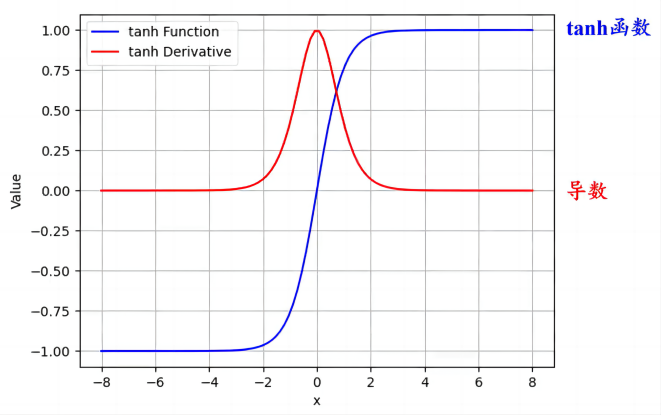 tanh Function
tanh Derivative
tanh函数
导数
1.00
0.75
0.50
0.25
0.00
−0.25
−0.50
−0.75
−1.00
Value
−8 −6 −4 −2 0 2 4 6 8
x